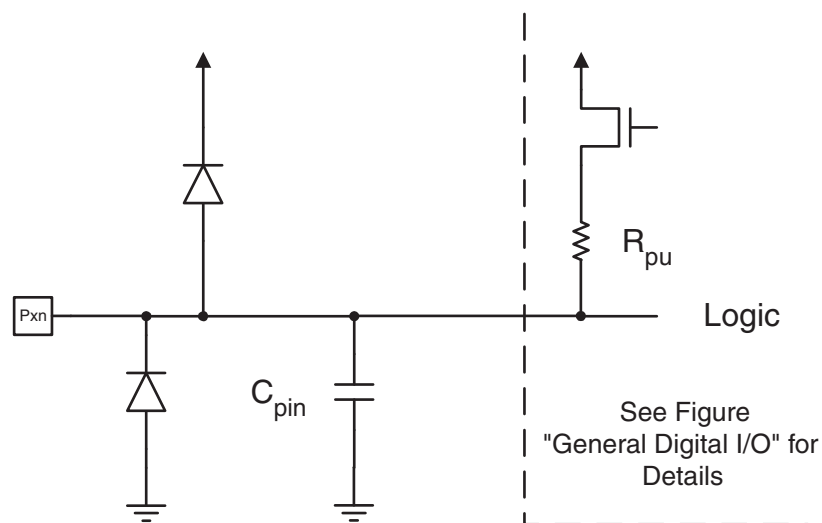 Pxn
C pin
R pu
Logic
See Figure
"General Digital I/O" for
Details